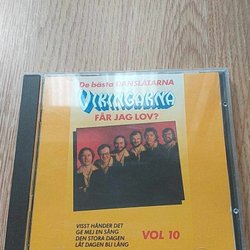 De bästa DANSLÅTARNA
VIKINGARNA
FÅR JAG LOV?
VOL 10
VISST HÄNDER DET
GE MEJ EN SÅNG
DEN STORA DAGEN
LÅT DAGEN BLI LÅNG